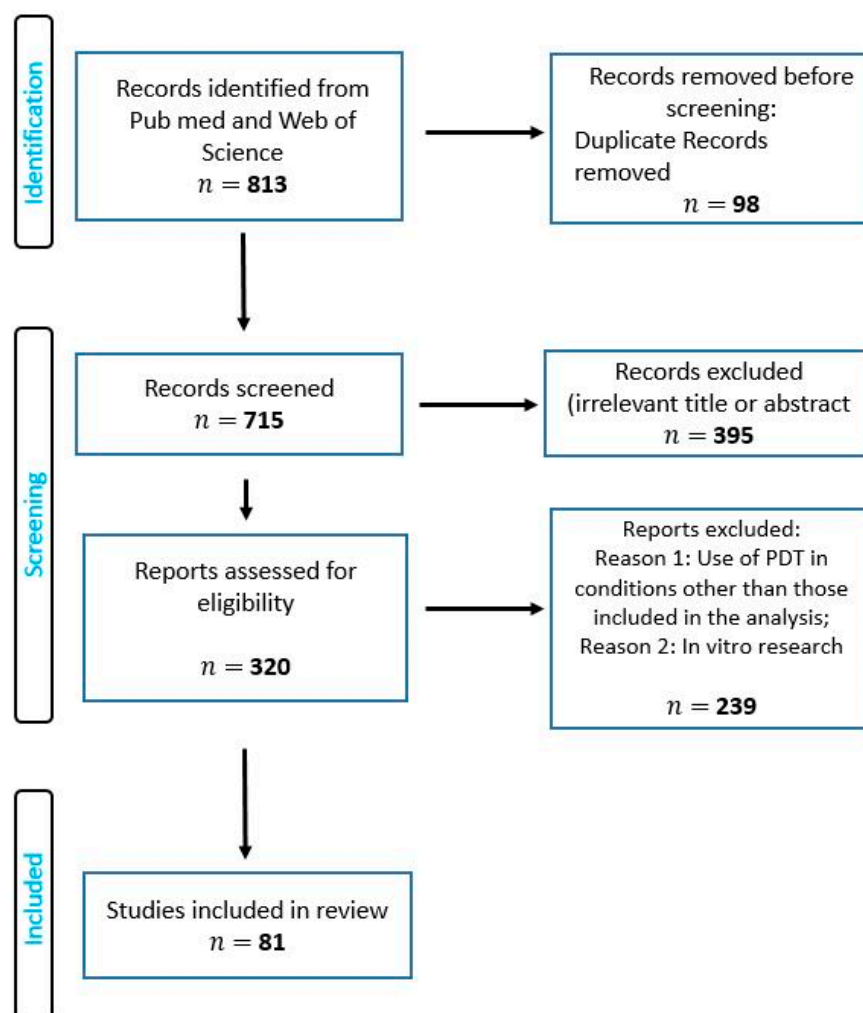 Identification
Records identified from
Pub med and Web of
Science
n = 813
Records removed before
screening:
Duplicate Records
removed
n = 98
Screening
Records screened
n = 715
Records excluded
(irrelevant title or abstract
n = 395
Reports assessed for
eligibility
n = 320
Reports excluded:
Reason 1: Use of PDT in
conditions other than those
included in the analysis;
Reason 2: In vitro research
n = 239
Included
Studies included in review
n = 81